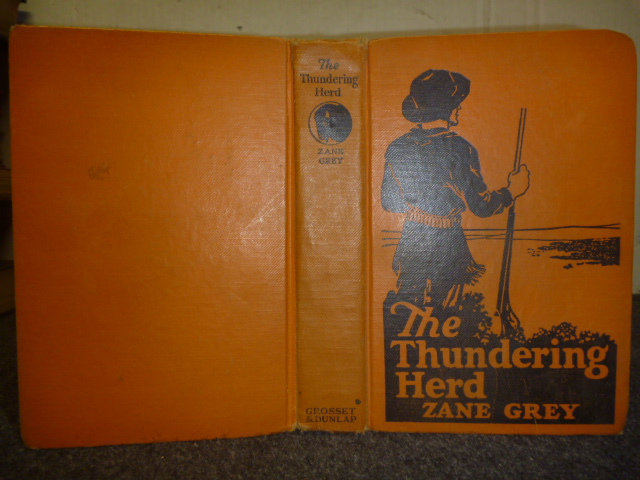 The
Thundering
Herd
ZANE
GREY
GROSSET
& DUNLAP
The
Thundering
Herd
ZANE GREY